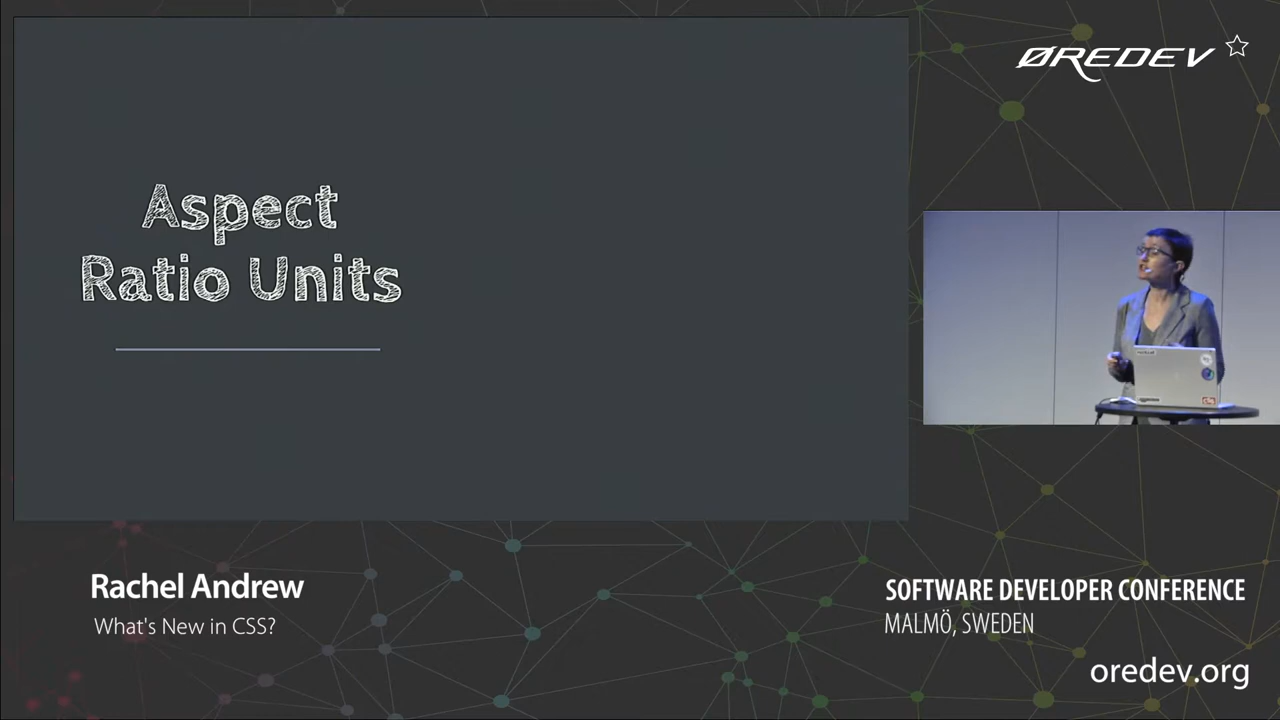 ØREDEV
Aspect
Ratio Units
Rachel Andrew
What's New in CSS?
SOFTWARE DEVELOPER CONFERENCE
MALMÖ, SWEDEN
oredev.org